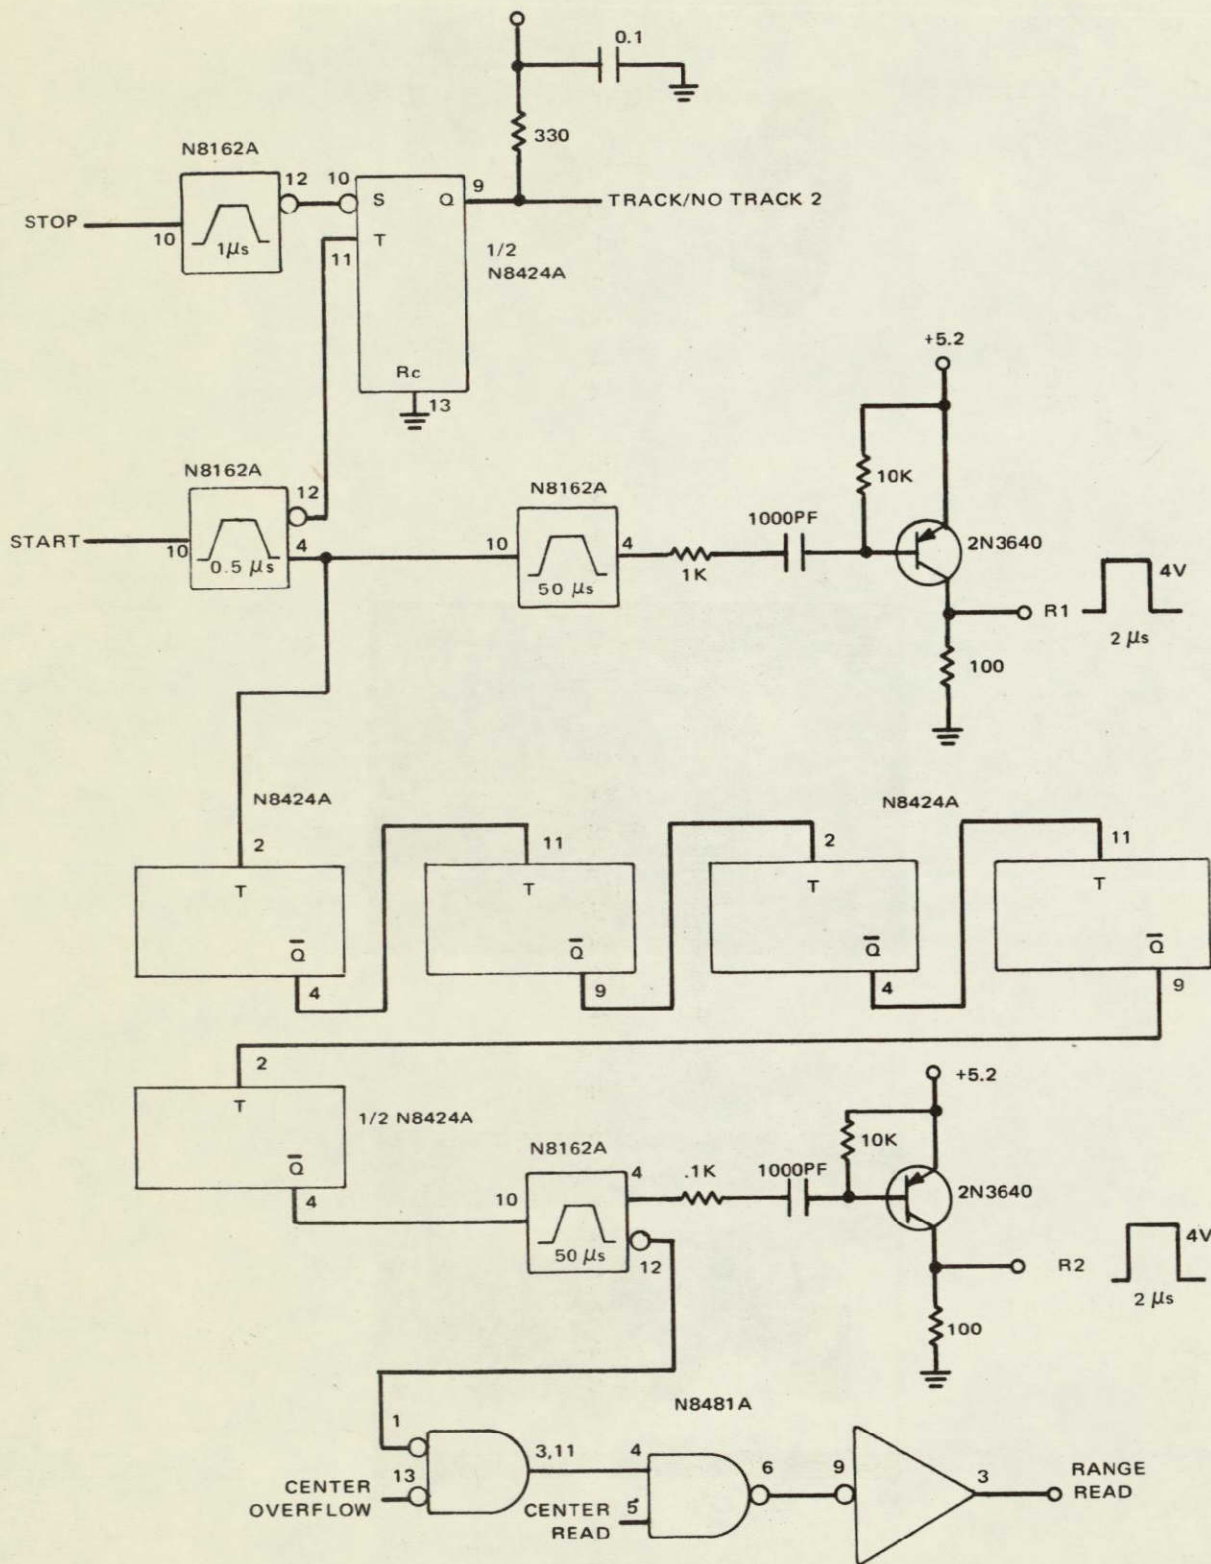 0.1
330
N8162A
12
10
S
Q
9
TRACK/NO TRACK 2
STOP
10
1μs
T
11
1/2
N8424A
Rc
13
+5.2
N8162A
12
START
10
0.5 μs
4
N8162A
10
50 μs
4
1K
1000PF
10K
2N3640
R1
4V
2 μs
100
N8424A
2
T
Q̅
4
11
T
Q̅
9
N8424A
2
T
Q̅
4
11
T
Q̅
9
2
T
Q̅
4
1/2 N8424A
N8162A
10
50 μs
4
12
.1K
1000PF
+5.2
10K
2N3640
R2
4V
2 μs
100
N8481A
1
13
CENTER
OVERFLOW
3,11
4
5
CENTER
READ
6
9
3
RANGE
READ